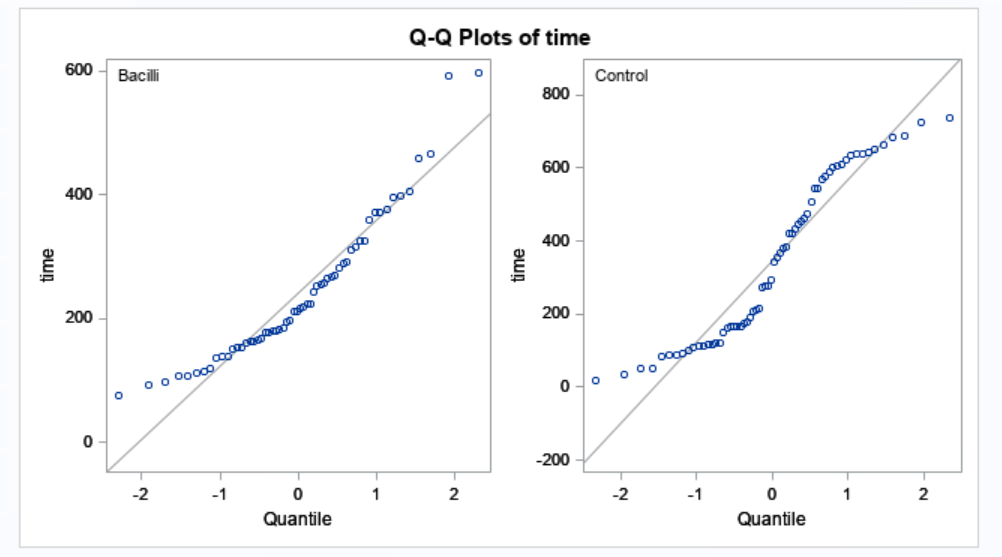 Q-Q Plots of time
Bacilli
600
400
200
0
time
-2 -1 0 1 2
Quantile
Control
800
600
400
200
0
-200
time
-2 -1 0 1 2
Quantile